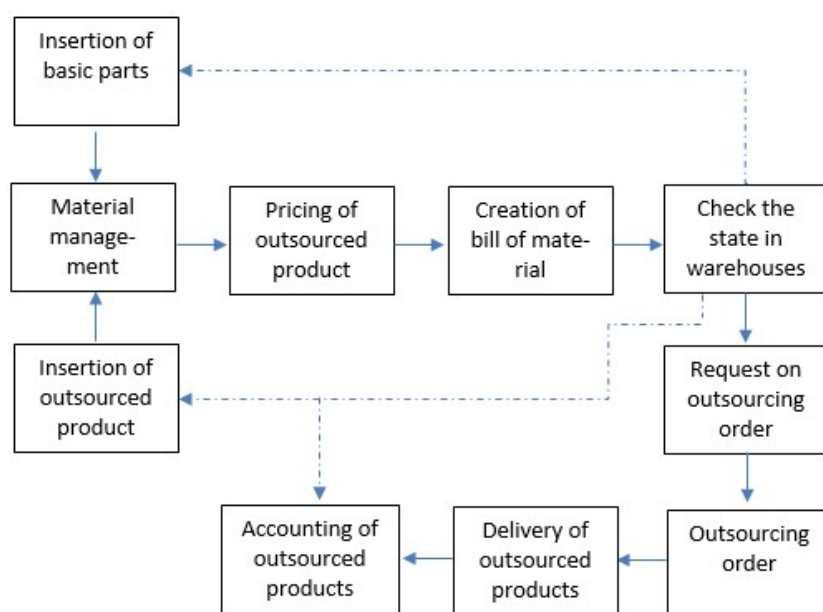 Insertion of
basic parts
Material
manage-
ment
Pricing of
outsourced
product
Creation of
bill of mate-
rial
Check the
state in
warehouses
Insertion of
outsourced
product
Request on
outsourcing
order
Accounting of
outsourced
products
Delivery of
outsourced
products
Outsourcing
order